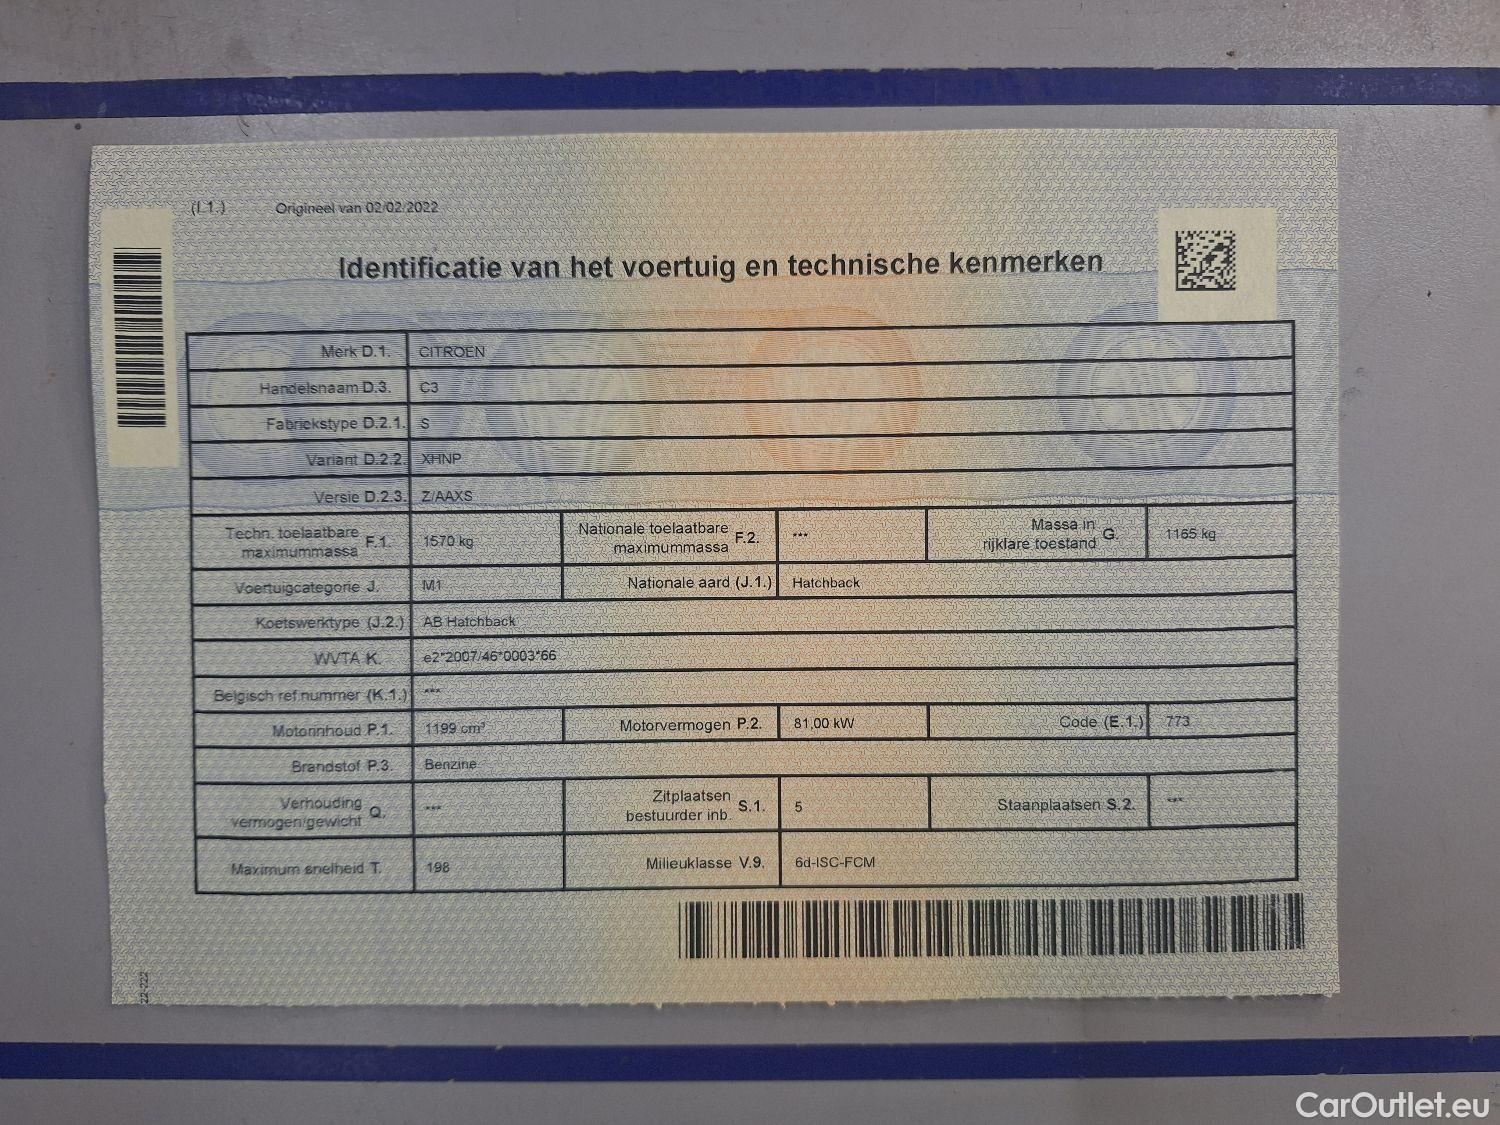 (I.1.) Origineel van 02/02/2022
Identificatie van het voertuig en technische kenmerken
Merk D.1. CITROEN
Handelsnaam D.3. C3
Fabriekstype D.2.1. S
Variant D.2.2. XHNP
Versie D.2.3. Z/AAXS
Techn. toelaatbare maximummassa F.1. 1570 kg Nationale toelaatbare maximummassa F.2. *** Massa in rijklare toestand G. 1165 kg
Voertuigcategorie J. M1 Nationale aard (J.1.) Hatchback
Koetswerktype (J.2.) AB Hatchback
WVTA K. e2*2007/46*0003*66
Belgisch ref.nummer (K.1.) ***
Motorinhoud P.1. 1199 cm³ Motorvermogen P.2. 81,00 kW Code (E.1.) 773
Brandstof P.3. Benzine
Verhouding vermogen/gewicht Q. *** Zitplaatsen bestuurder inb. S.1. 5 Staanplaatsen S.2. ***
Maximum snelheid T. 198 Milieuklasse V.9. 6d-ISC-FCM
22-222
CarOutlet.eu